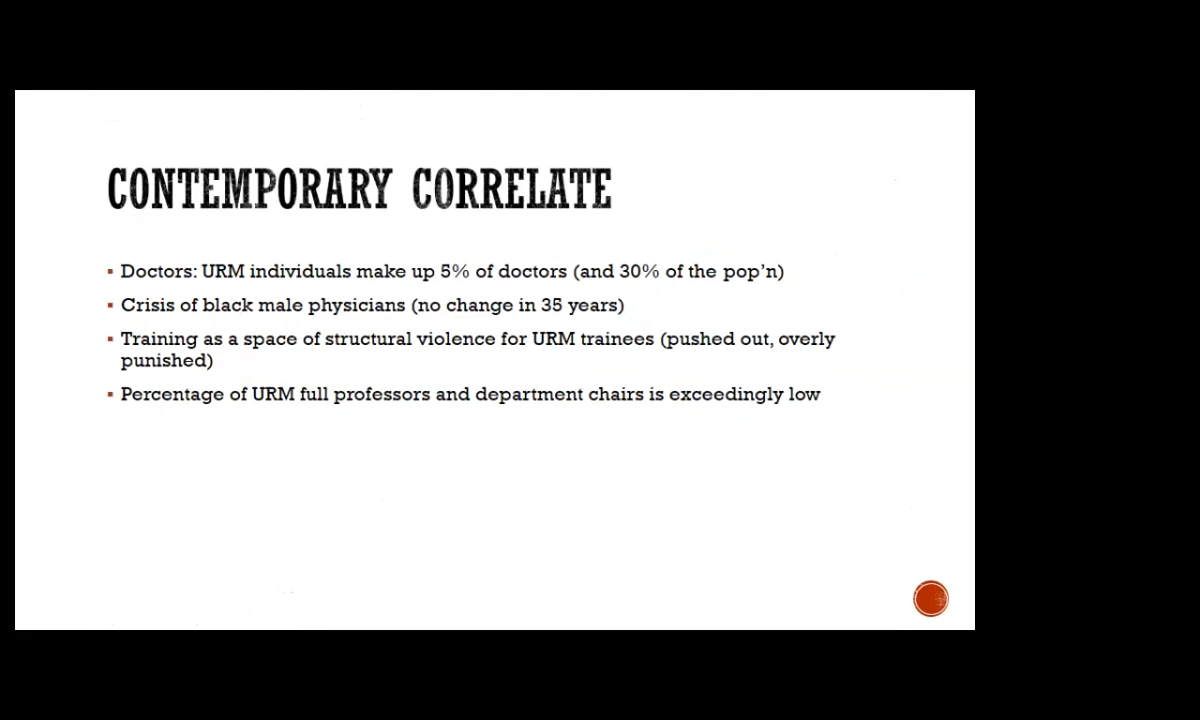 CONTEMPORARY CORRELATE
▪ Doctors: URM individuals make up 5% of doctors (and 30% of the pop’n)
▪ Crisis of black male physicians (no change in 35 years)
▪ Training as a space of structural violence for URM trainees (pushed out, overly
punished)
▪ Percentage of URM full professors and department chairs is exceedingly low